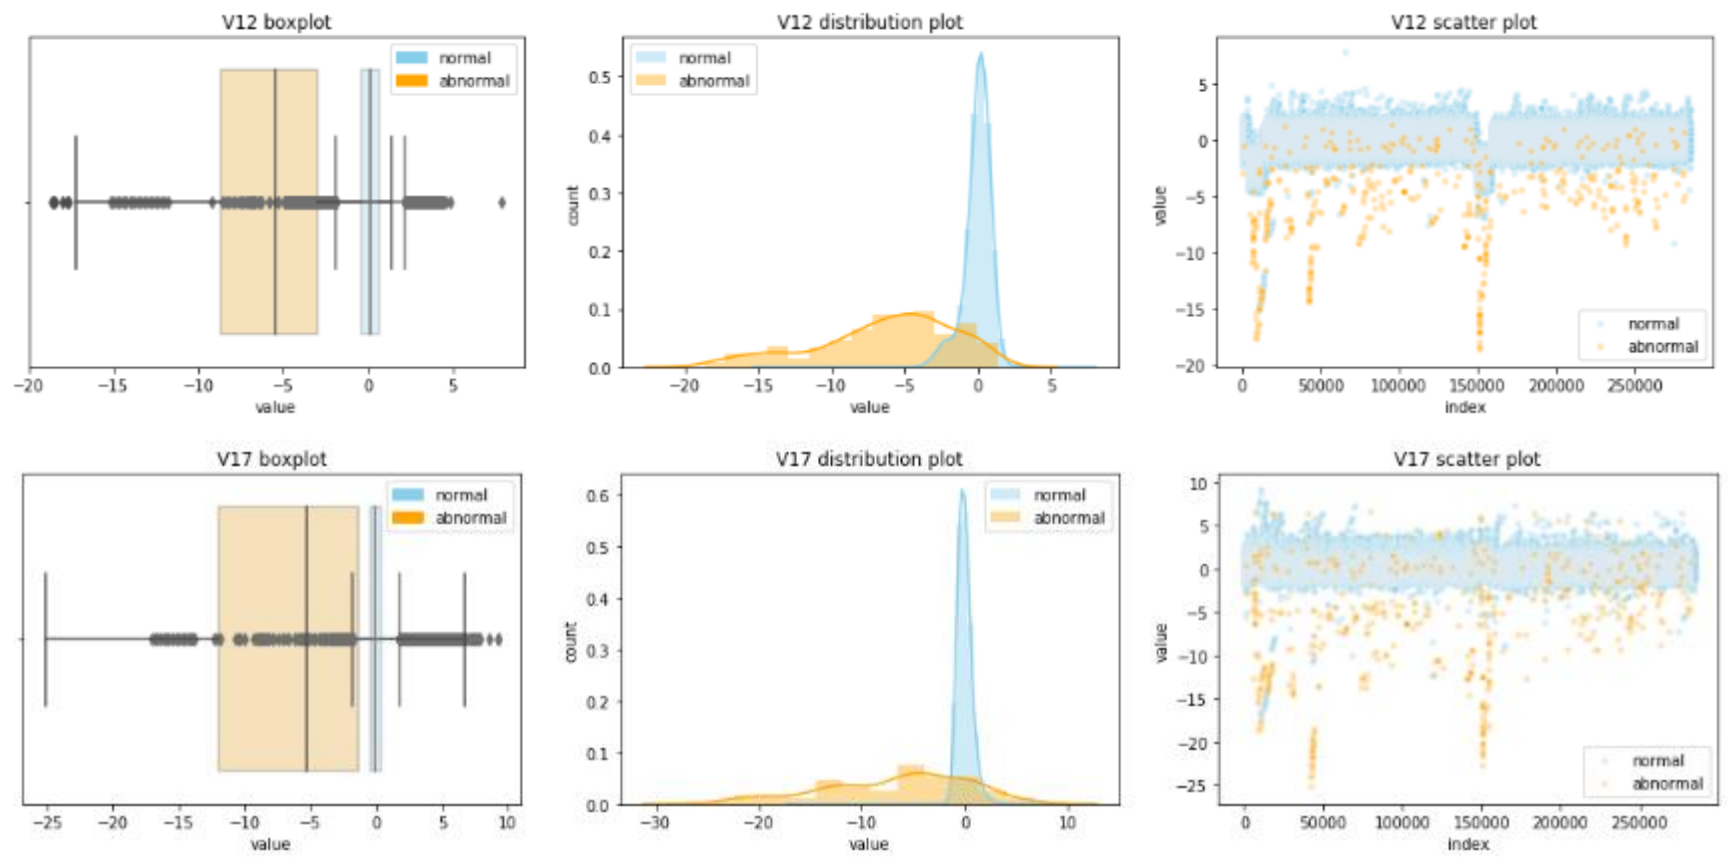 V12 boxplot
normal
abnormal
−20 −15 −10 −5 0 5
value
V12 distribution plot
normal
abnormal
count
0.5
0.4
0.3
0.2
0.1
0.0
−20 −15 −10 −5 0 5
value
V12 scatter plot
value
5
0
−5
−10
−15
−20
normal
abnormal
0 50000 100000 150000 200000 250000
index
V17 boxplot
normal
abnormal
−25 −20 −15 −10 −5 0 5 10
value
V17 distribution plot
normal
abnormal
count
0.6
0.5
0.4
0.3
0.2
0.1
0.0
−30 −20 −10 0 10
value
V17 scatter plot
value
10
5
0
−5
−10
−15
−20
−25
normal
abnormal
0 50000 100000 150000 200000 250000
index